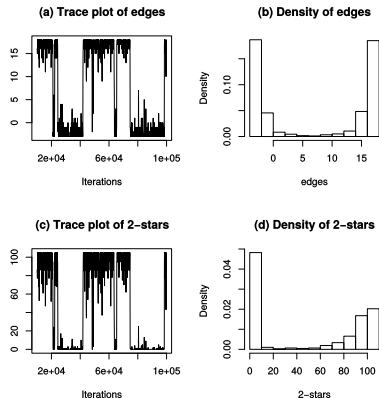 (a) Trace plot of edges
(b) Density of edges
15
10
5
0
2e+04 6e+04 1e+05
Iterations
Density
0.10
0.00
0 5 10 15
edges
(c) Trace plot of 2−stars
(d) Density of 2−stars
100
60
20
0
2e+04 6e+04 1e+05
Iterations
Density
0.04
0.02
0.00
0 20 40 60 80 100
2−stars